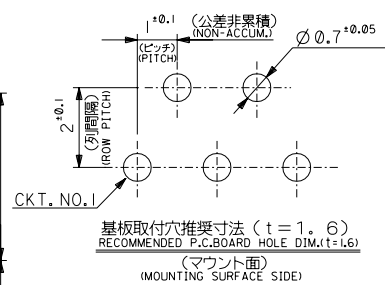 1±0.1 (公差非累積)
(NON-ACCUM.)
(ピッチ)
(PITCH)
Ø0.7±0.05
2±0.1
(列間隔)
(ROW PITCH)
CKT. NO.1
基板取付穴推奨寸法(t=1.6)
RECOMMENDED P.C.BOARD HOLE DIM.(t=1.6)
(マウント面)
(MOUNTING SURFACE SIDE)